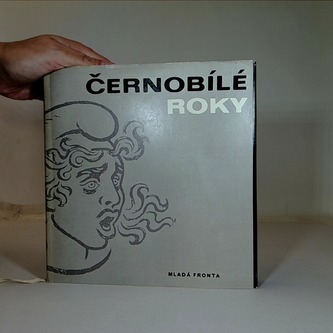 ČERNOBÍLÉ
ROKY
MLADÁ FRONTA